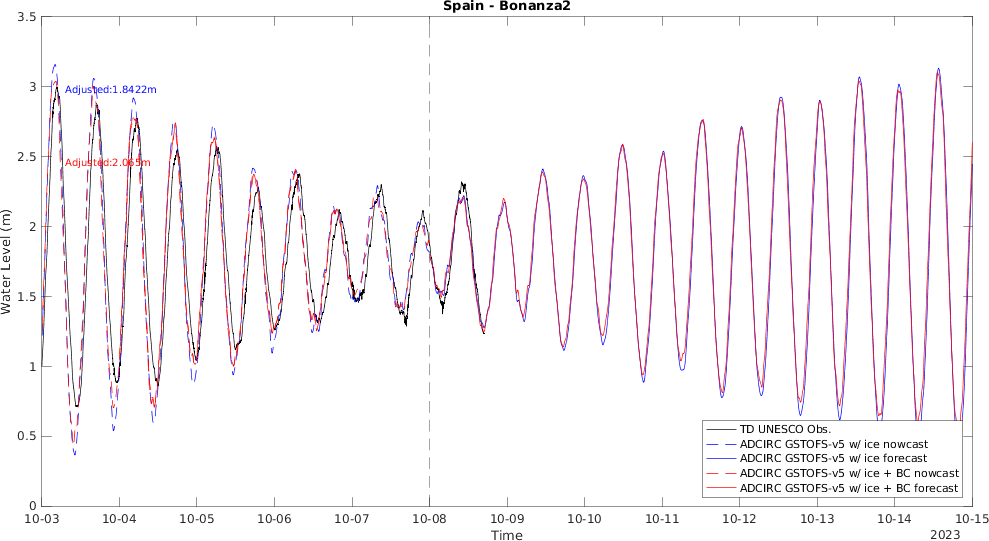 Spain - Bonanza2
3.5
3
2.5
2
1.5
1
0.5
0
Water Level (m)
Adjusted:1.8422m
Adjusted:2.065m
TD UNESCO Obs.
ADCIRC GSTOFS-v5 w/ ice nowcast
ADCIRC GSTOFS-v5 w/ ice forecast
ADCIRC GSTOFS-v5 w/ ice + BC nowcast
ADCIRC GSTOFS-v5 w/ ice + BC forecast
10-03 10-04 10-05 10-06 10-07 10-08 10-09 10-10 10-11 10-12 10-13 10-14 10-15
Time
2023